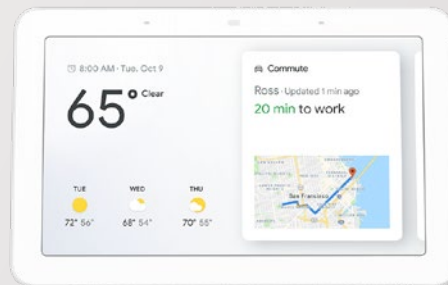 8:00 AM · Tue, Oct 9
65° Clear
TUE
72° 56°
WED
68° 54°
THU
70° 55°
Commute
Ross · Updated 1 min ago
20 min to work
San Francisco